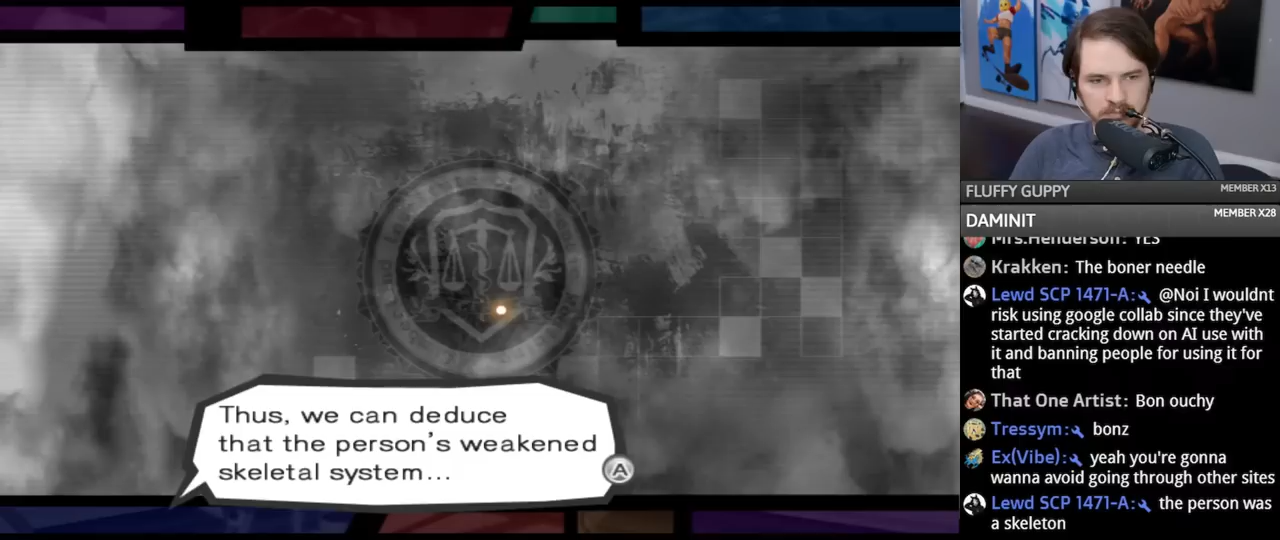 Thus, we can deduce
that the person's weakened
skeletal system...
A
FLUFFY GUPPY
MEMBER X13
DAMINIT
MEMBER X28
Mrs.Henderson: YES
Krakken: The boner needle
Lewd SCP 1471-A: @Noi I wouldnt
risk using google collab since they've
started cracking down on AI use with
it and banning people for using it for
that
That One Artist: Bon ouchy
Tressym: bonz
Ex(Vibe): yeah you're gonna
wanna avoid going through other sites
Lewd SCP 1471-A: the person was
a skeleton